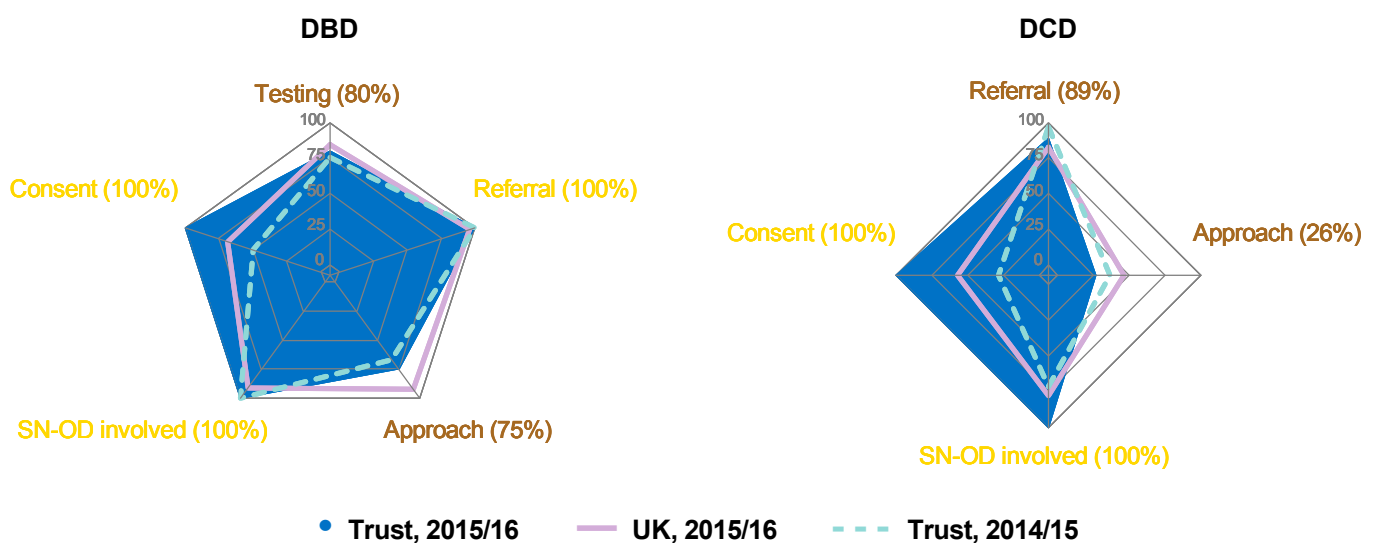 DBD
DCD
Testing (80%)
Referral (89%)
100
100
75
75
Consent (100%)
Referral (100%)
50
50
Consent (100%)
Approach (26%)
25
25
0
0
SN-OD involved (100%)
Approach (75%)
SN-OD involved (100%)
Trust, 2015/16
UK, 2015/16
Trust, 2014/15